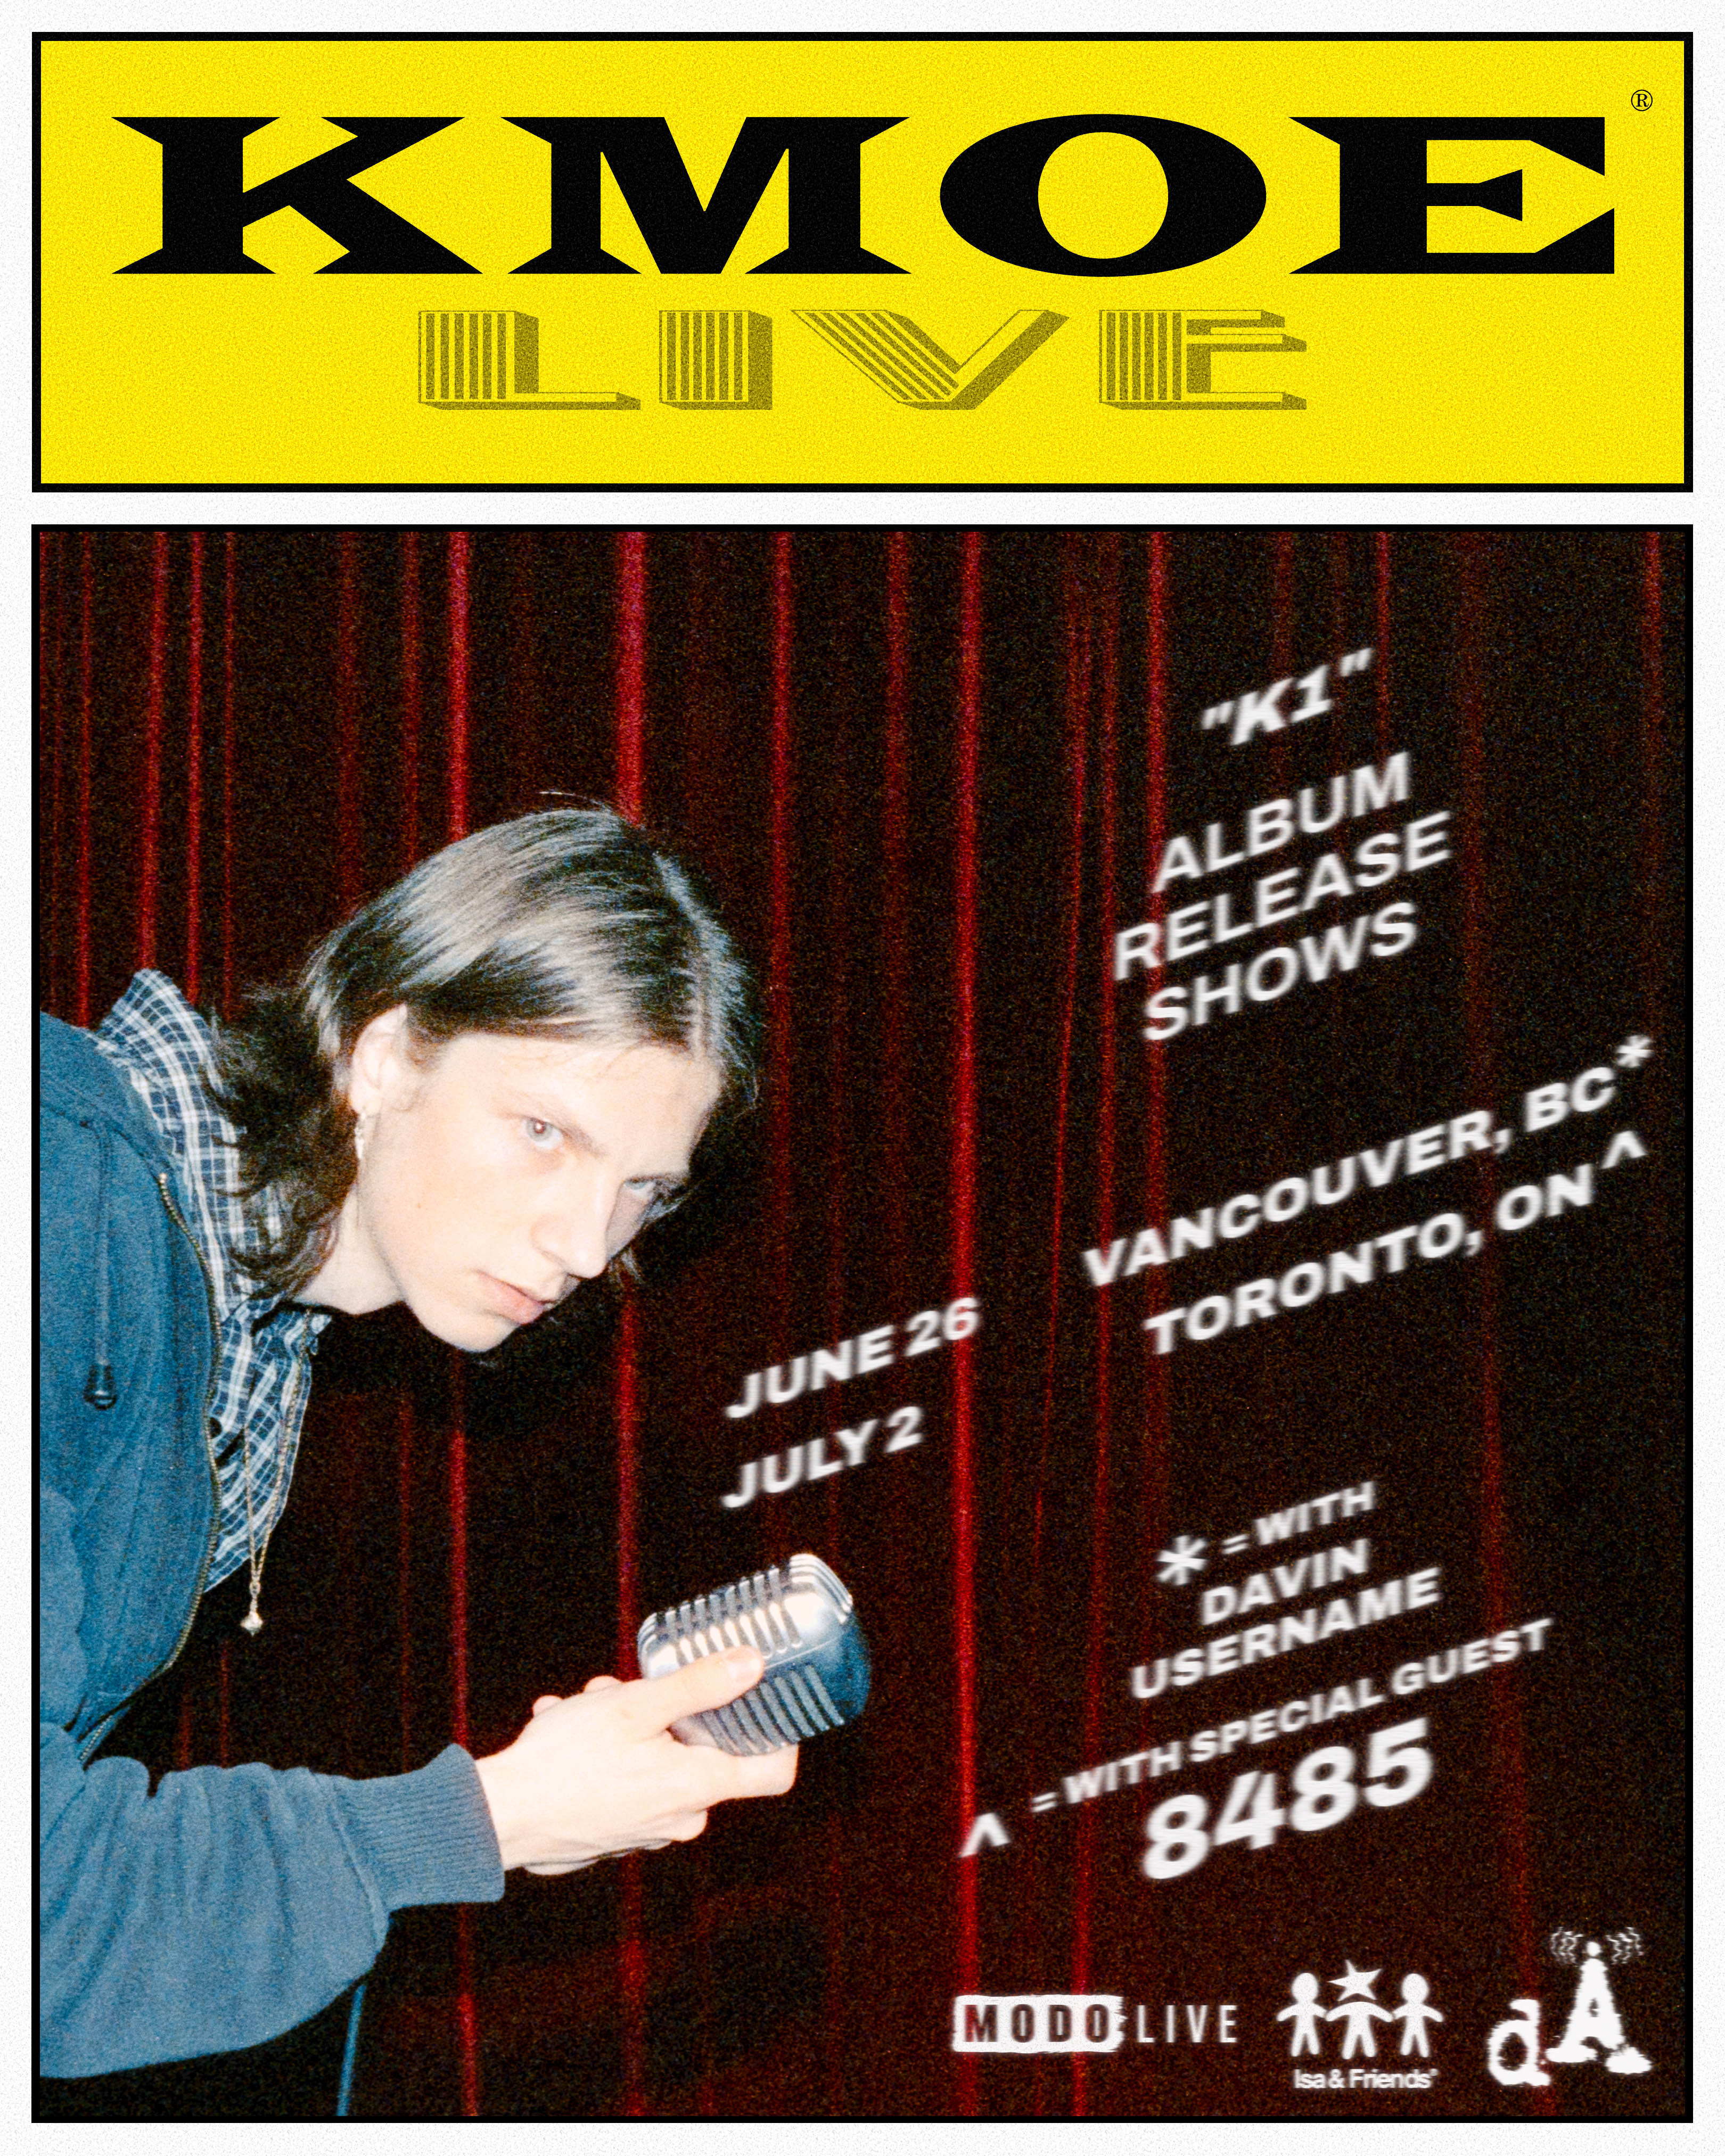 KMOE®
LIVE
"K1"
ALBUM
RELEASE
SHOWS
JUNE 26
VANCOUVER, BC*
JULY 2
TORONTO, ON^
* = WITH
DAVIN
USERNAME
^ = WITH SPECIAL GUEST
8485
MODO LIVE
Isa & Friends®
dA